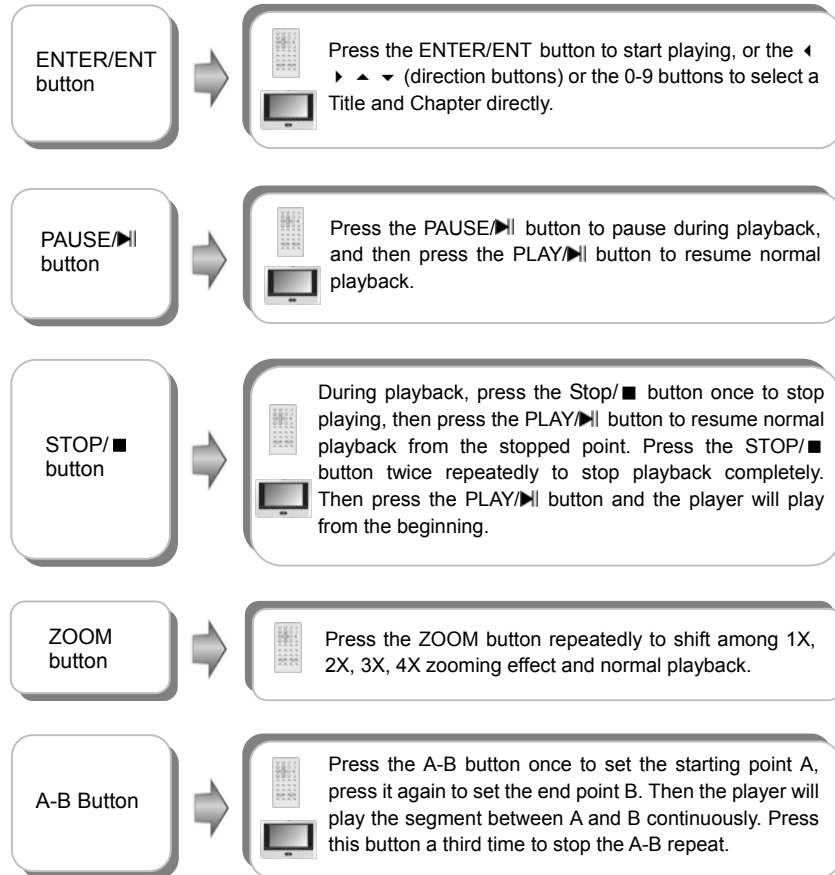 ENTER/ENT
button
Press the ENTER/ENT button to start playing, or the ◂
▸ ▴ ▾ (direction buttons) or the 0-9 buttons to select a
Title and Chapter directly.
PAUSE/▶||
button
Press the PAUSE/▶|| button to pause during playback,
and then press the PLAY/▶|| button to resume normal
playback.
STOP/■
button
During playback, press the Stop/■ button once to stop
playing, then press the PLAY/▶|| button to resume normal
playback from the stopped point. Press the STOP/■
button twice repeatedly to stop playback completely.
Then press the PLAY/▶|| button and the player will play
from the beginning.
ZOOM
button
Press the ZOOM button repeatedly to shift among 1X,
2X, 3X, 4X zooming effect and normal playback.
A-B Button
Press the A-B button once to set the starting point A,
press it again to set the end point B. Then the player will
play the segment between A and B continuously. Press
this button a third time to stop the A-B repeat.